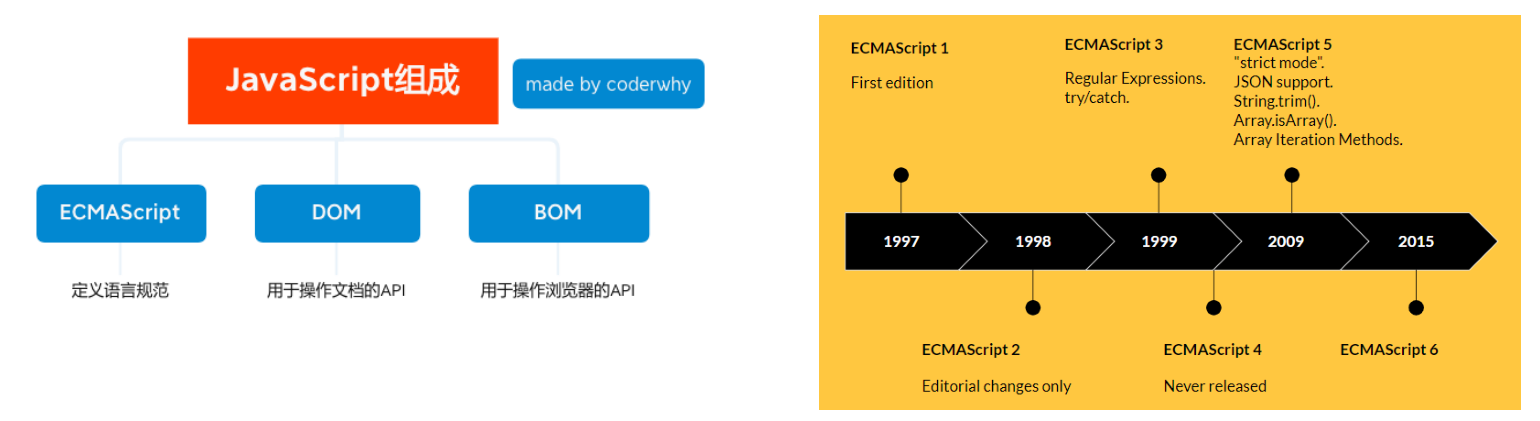 JavaScript组成
made by coderwhy
ECMAScript
DOM
BOM
定义语言规范
用于操作文档的API
用于操作浏览器的API
ECMAScript 1
First edition
ECMAScript 3
Regular Expressions.
try/catch.
ECMAScript 5
"strict mode".
JSON support.
String.trim().
Array.isArray().
Array Iteration Methods.
1997
1998
1999
2009
2015
ECMAScript 2
Editorial changes only
ECMAScript 4
Never released
ECMAScript 6